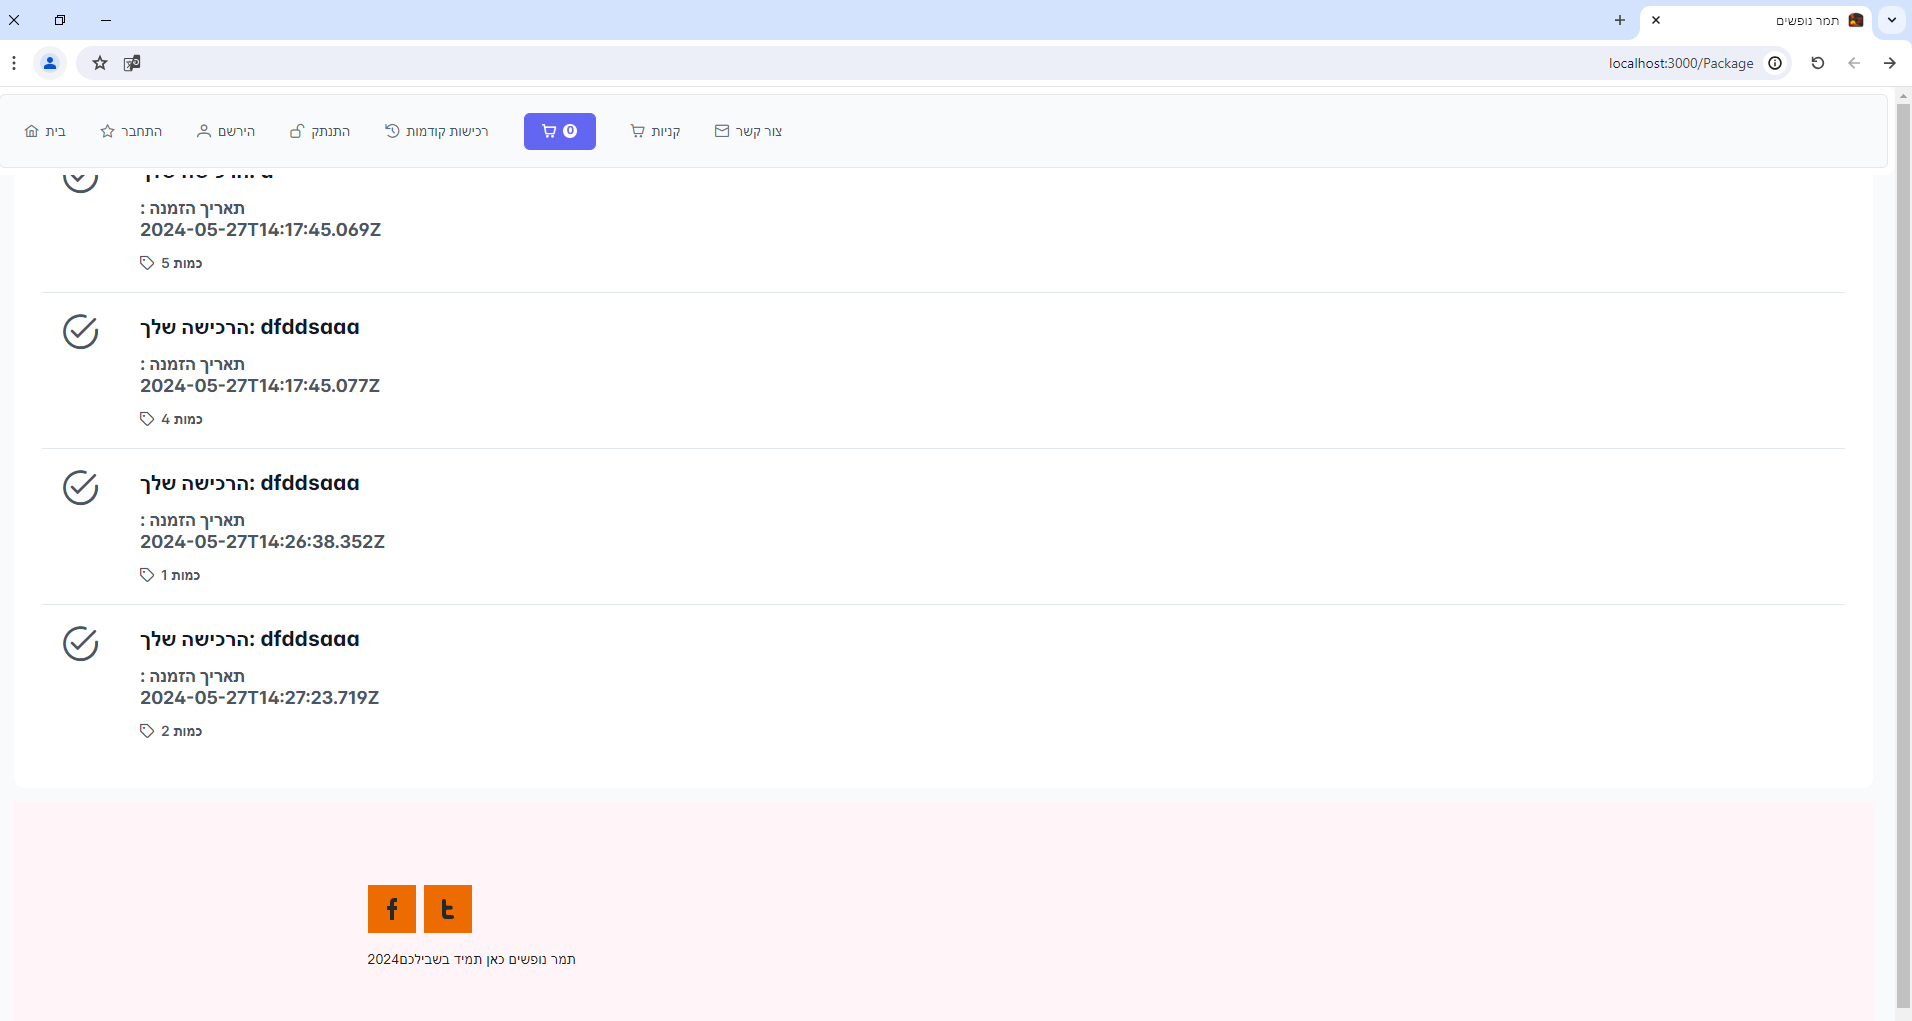 תמר נופשים
localhost:3000/Package
בית
התחבר
הירשם
התנתק
רכישות קודמות
0
קניות
צור קשר
הרכישה שלך: a
תאריך הזמנה :
2024-05-27T14:17:45.069Z
כמות 5
הרכישה שלך: dfddsaaa
תאריך הזמנה :
2024-05-27T14:17:45.077Z
כמות 4
הרכישה שלך: dfddsaaa
תאריך הזמנה :
2024-05-27T14:26:38.352Z
כמות 1
הרכישה שלך: dfddsaaa
תאריך הזמנה :
2024-05-27T14:27:23.719Z
כמות 2
תמר נופשים כאן תמיד בשבילכם2024